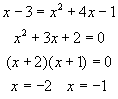 x − 3 = x² + 4x − 1
x² + 3x + 2 = 0
(x + 2)(x + 1) = 0
x = −2  x = −1